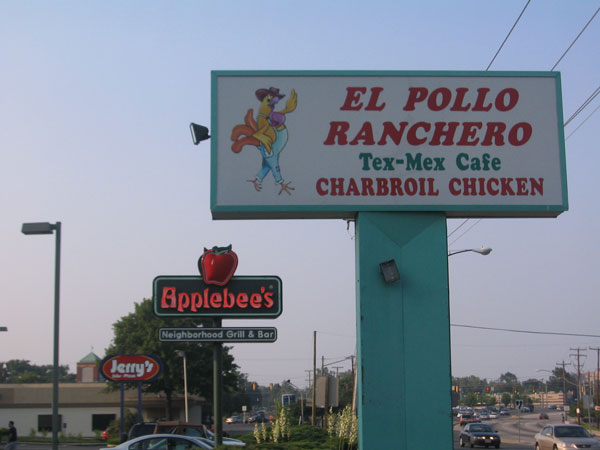 EL POLLO
RANCHERO
Tex-Mex Cafe
CHARBROIL CHICKEN
Applebee's
Neighborhood Grill & Bar
Jerry's